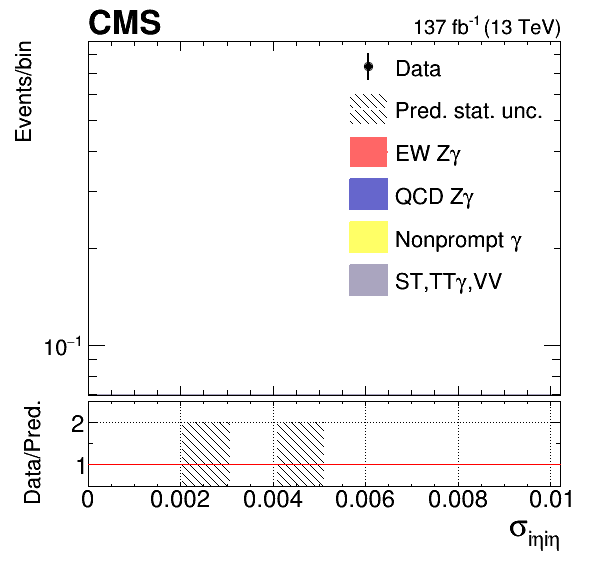 CMS 137 fb⁻¹ (13 TeV)
Events/bin
Data
Pred. stat. unc.
EW Zγ
QCD Zγ
Nonprompt γ
ST,TTγ,VV
10⁻¹
Data/Pred.
2
1
0 0.002 0.004 0.006 0.008 0.01
σiηiη